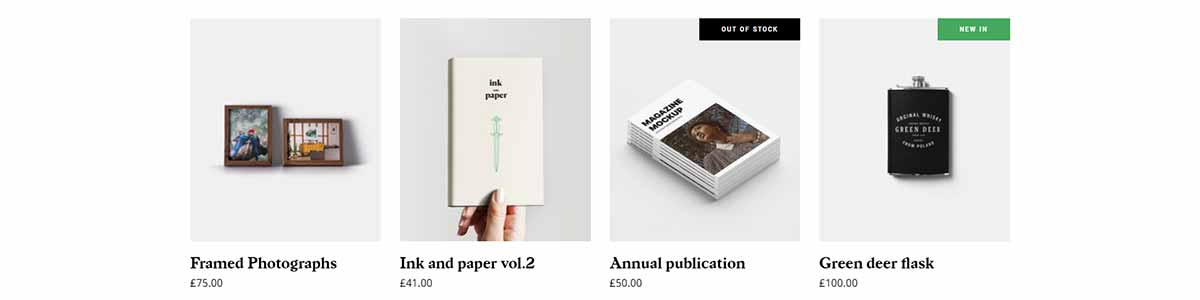 OUT OF STOCK
NEW IN
ink
paper
MAGAZINE
MOCKUP
ORIGINAL WHISKY
GREEN DEER
FROM POLAND
Framed Photographs
Ink and paper vol.2
Annual publication
Green deer flask
£75.00
£41.00
£50.00
£100.00